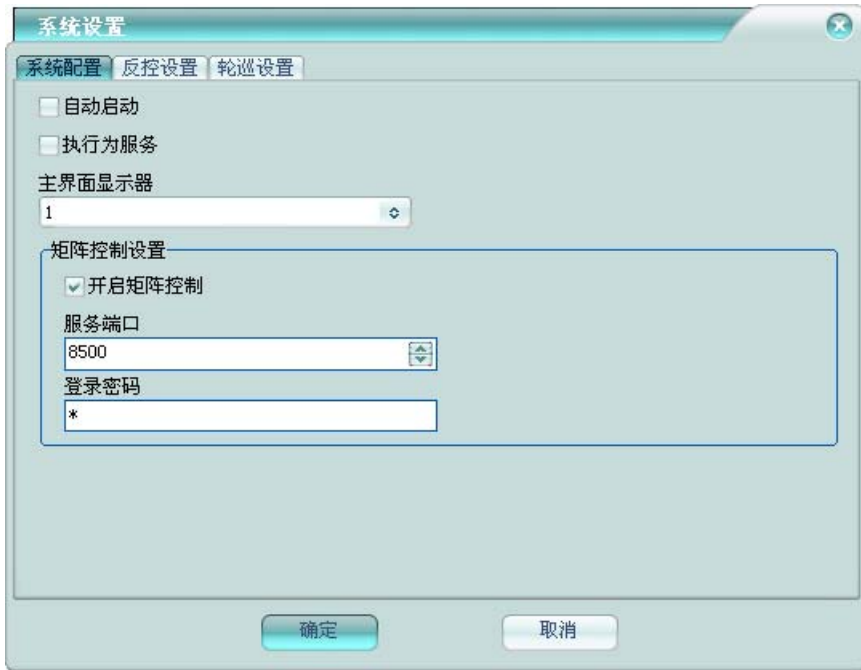 系统设置
系统配置 反控设置 轮巡设置
自动启动
执行为服务
主界面显示器
1
矩阵控制设置
开启矩阵控制
服务端口
8500
登录密码
*
确定 取消